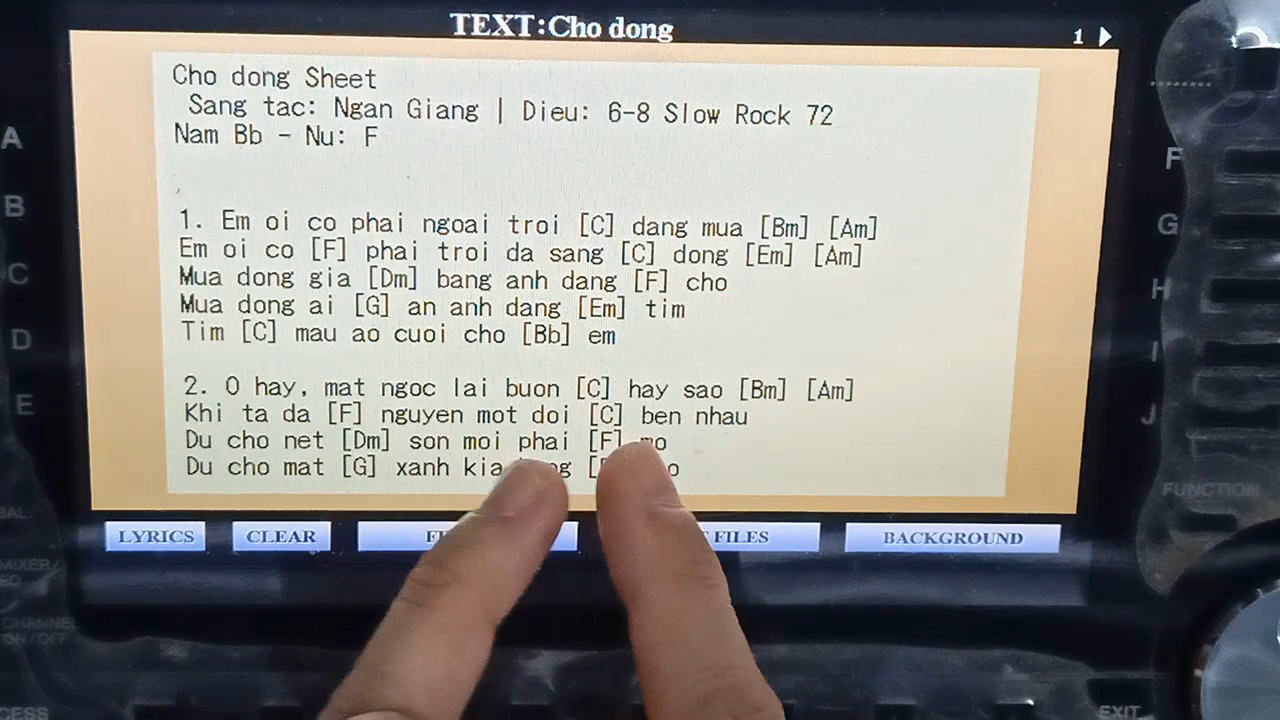 TEXT:Cho dong
1
Cho dong Sheet
Sang tac: Ngan Giang | Dieu: 6-8 Slow Rock 72
Nam Bb - Nu: F
1. Em oi co phai ngoai troi [C] dang mua [Bm] [Am]
Em oi co [F] phai troi da sang [C] dong [Em] [Am]
Mua dong gia [Dm] bang anh dang [F] cho
Mua dong ai [G] an anh dang [Em] tim
Tim [C] mau ao cuoi cho [Bb] em
2. O hay, mat ngoc lai buon [C] hay sao [Bm] [Am]
Khi ta da [F] nguyen mot doi [C] ben nhau
Du cho net [Dm] son moi phai [F]
Du cho mat [G] xanh kia
LYRICS
CLEAR
FILES
BACKGROUND
A
B
C
D
E
F
G
H
I
J
FUNCTION
MIXER/
CHANNEL
ON/OFF
EXIT